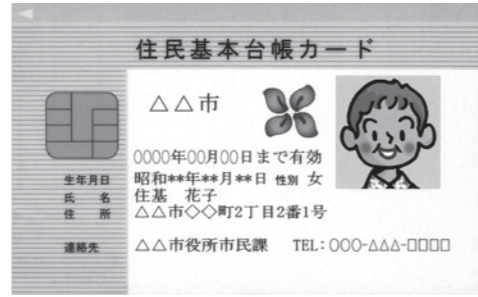 住民基本台帳カード
△△市
0000年00月00日まで有効
生年月日 昭和**年**月**日 性別 女
氏名 住基 花子
住所 △△市◇◇町2丁目2番1号
連絡先 △△市役所市民課 TEL:〇〇〇-△△△-□□□□